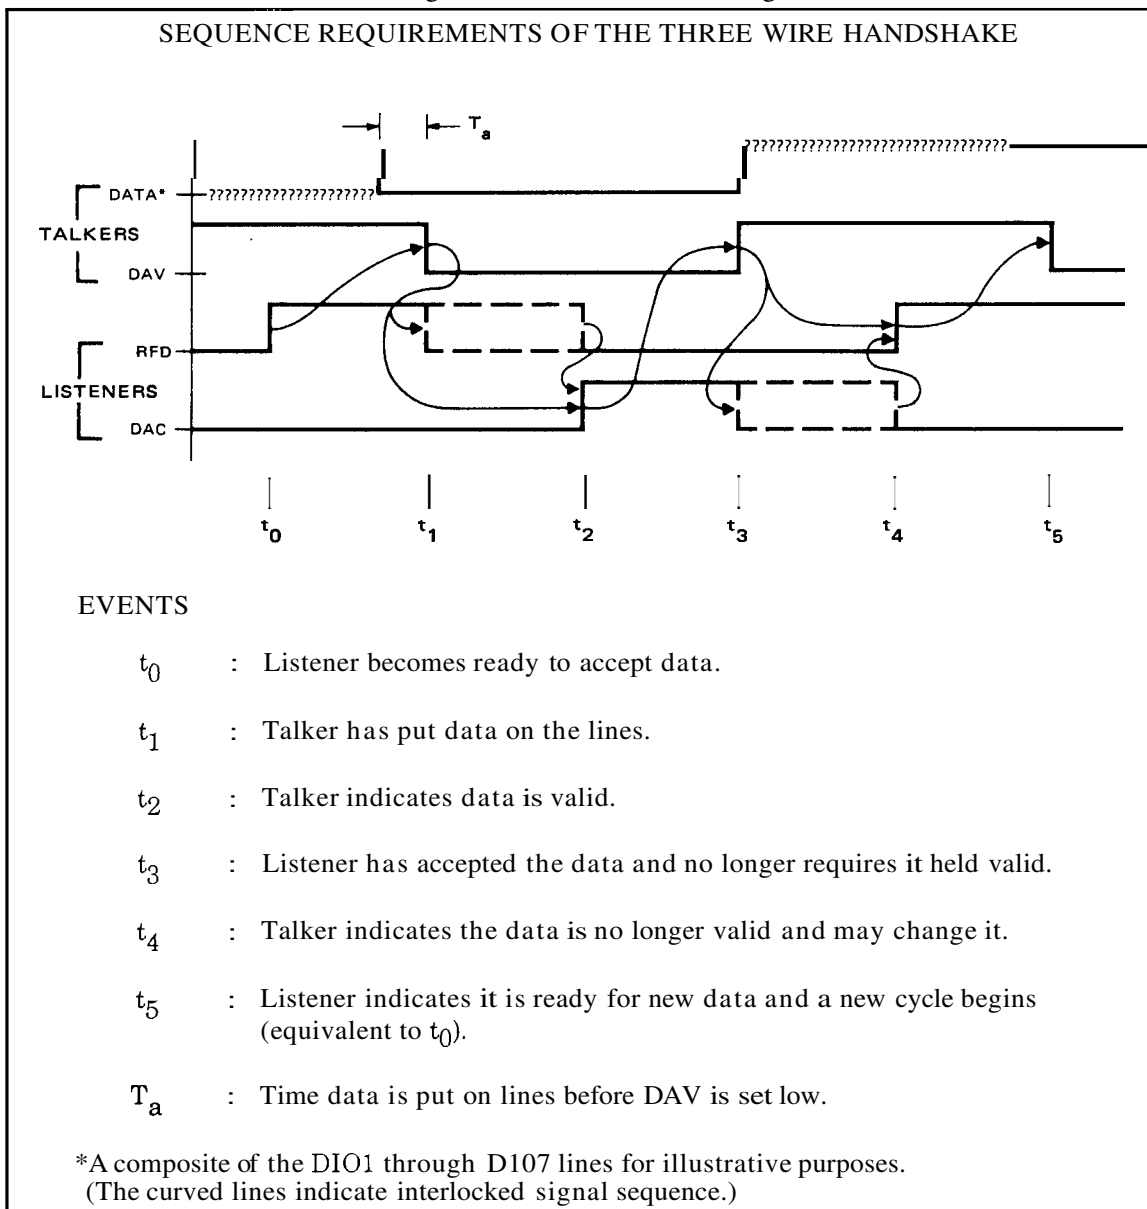 SEQUENCE REQUIREMENTS OF THE THREE WIRE HANDSHAKE
Ta
?????????????????????????????????
DATA* ?????????????????????
TALKERS
DAV
RFD
LISTENERS
DAC
t0 t1 t2 t3 t4 t5
EVENTS
t0 : Listener becomes ready to accept data.
t1 : Talker has put data on the lines.
t2 : Talker indicates data is valid.
t3 : Listener has accepted the data and no longer requires it held valid.
t4 : Talker indicates the data is no longer valid and may change it.
t5 : Listener indicates it is ready for new data and a new cycle begins
(equivalent to t0).
Ta : Time data is put on lines before DAV is set low.
*A composite of the DIO1 through D107 lines for illustrative purposes.
(The curved lines indicate interlocked signal sequence.)